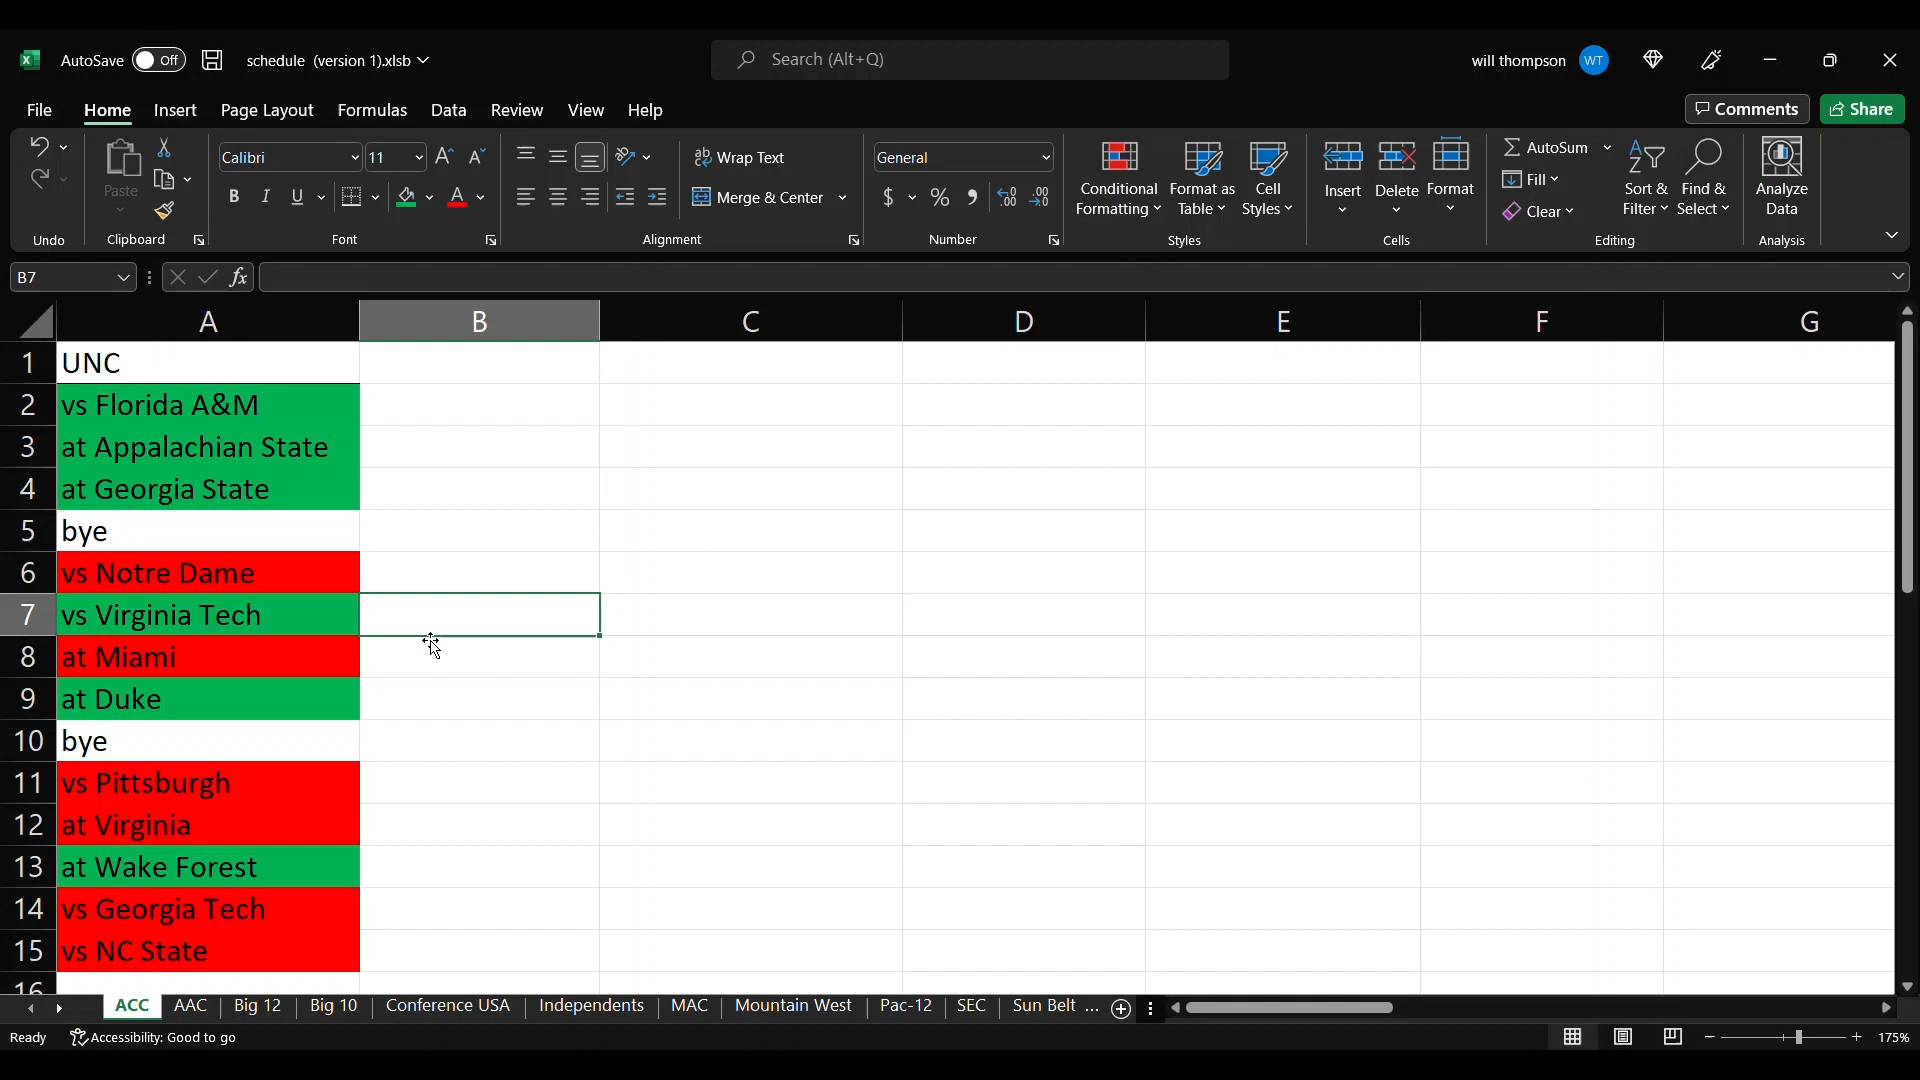 AutoSave Off schedule (version 1).xlsb Search (Alt+Q) will thompson WT
File Home Insert Page Layout Formulas Data Review View Help Comments Share
Paste
Calibri 11
B I U A
Wrap Text
Merge & Center
General
$ % 9
Conditional Formatting
Format as Table
Cell Styles
Insert Delete Format
AutoSum
Fill
Clear
Sort & Filter
Find & Select
Analyze Data
Undo Clipboard Font Alignment Number Styles Cells Editing Analysis
B7 fx
A B C D E F G
1 UNC
2 vs Florida A&M
3 at Appalachian State
4 at Georgia State
5 bye
6 vs Notre Dame
7 vs Virginia Tech
8 at Miami
9 at Duke
10 bye
11 vs Pittsburgh
12 at Virginia
13 at Wake Forest
14 vs Georgia Tech
15 vs NC State
16
ACC AAC Big 12 Big 10 Conference USA Independents MAC Mountain West Pac-12 SEC Sun Belt ...
Ready Accessibility: Good to go 175%